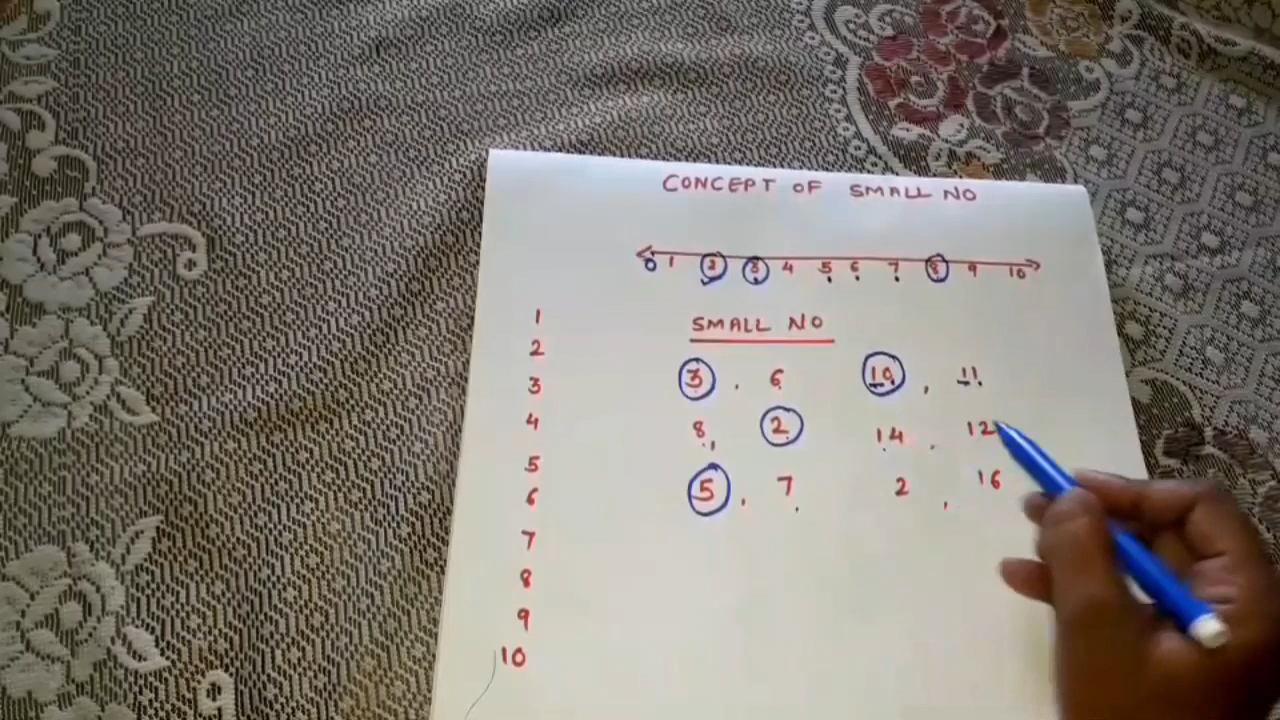 CONCEPT OF SMALL NO
0 1 2 3 4 5 6 7 8 9 10
SMALL NO
1
2
3
4
5
6
7
8
9
10
3 , 6
8 , 2
5 , 7
10 , 11
14 , 12
2 , 16